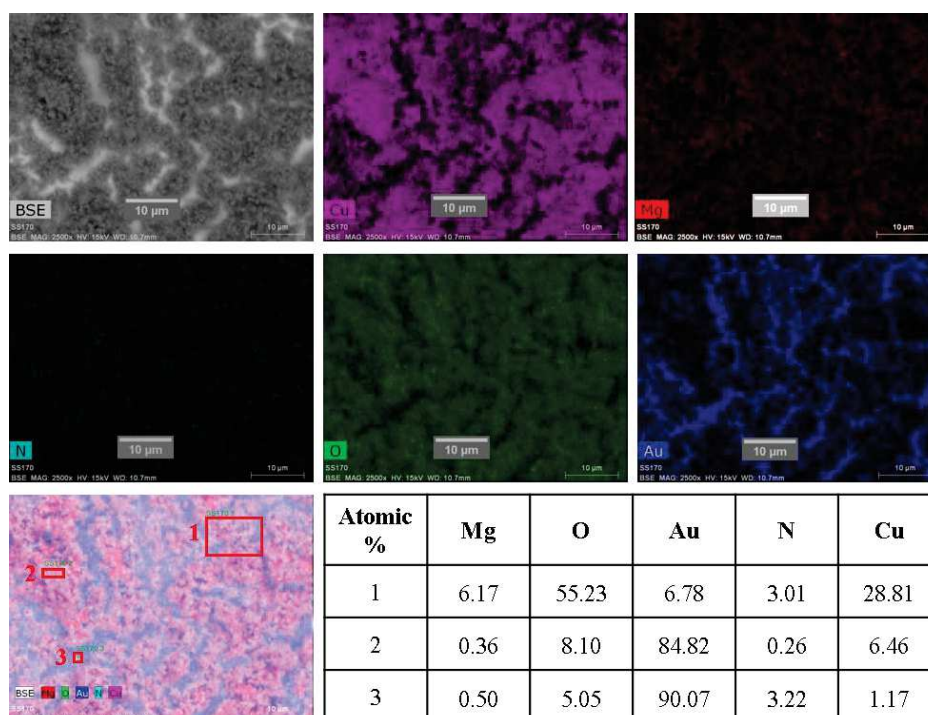 BSE
10 µm
SS170
BSE MAG: 2500x HV: 15kV WD: 10.7mm
10 µm
Cu
10 µm
SS170
BSE MAG: 2500x HV: 15kV WD: 10.7mm
10 µm
Mg
10 µm
SS170
BSE MAG: 2500x HV: 15kV WD: 10.7mm
10 µm
N
10 µm
SS170
BSE MAG: 2500x HV: 15kV WD: 10.7mm
10 µm
O
10 µm
SS170
BSE MAG: 2500x HV: 15kV WD: 10.7mm
10 µm
Au
10 µm
SS170
BSE MAG: 2500x HV: 15kV WD: 10.7mm
10 µm
1
2
3
BSE Mg O Au N Cu
SS170
10 µm
Atomic % Mg O Au N Cu
1 6.17 55.23 6.78 3.01 28.81
2 0.36 8.10 84.82 0.26 6.46
3 0.50 5.05 90.07 3.22 1.17